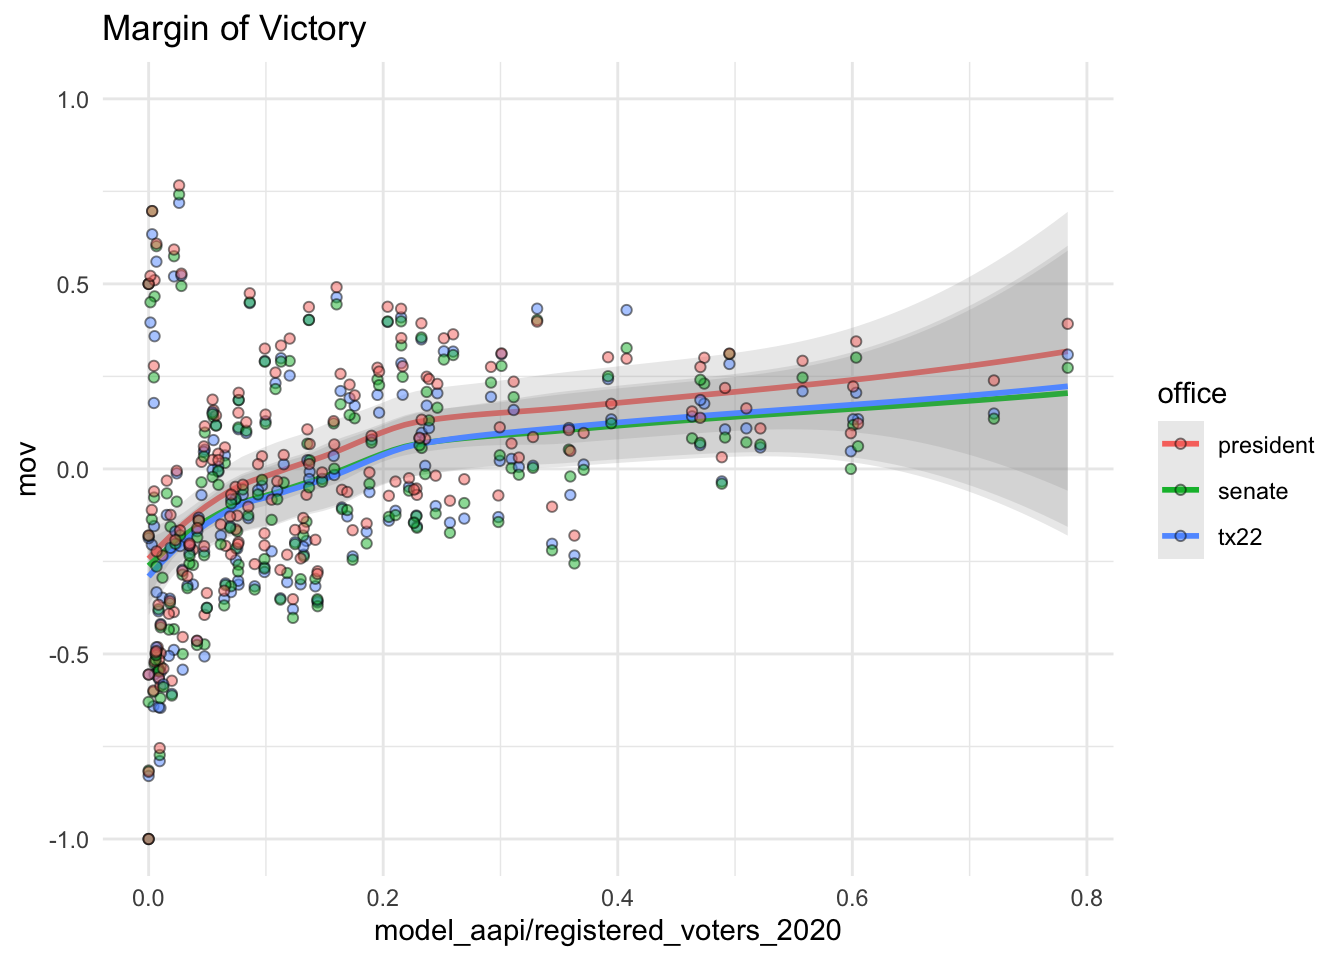 Margin of Victory
1.0
0.5
0.0
-0.5
-1.0
mov
0.0 0.2 0.4 0.6 0.8
model_aapi/registered_voters_2020
office
president
senate
tx22